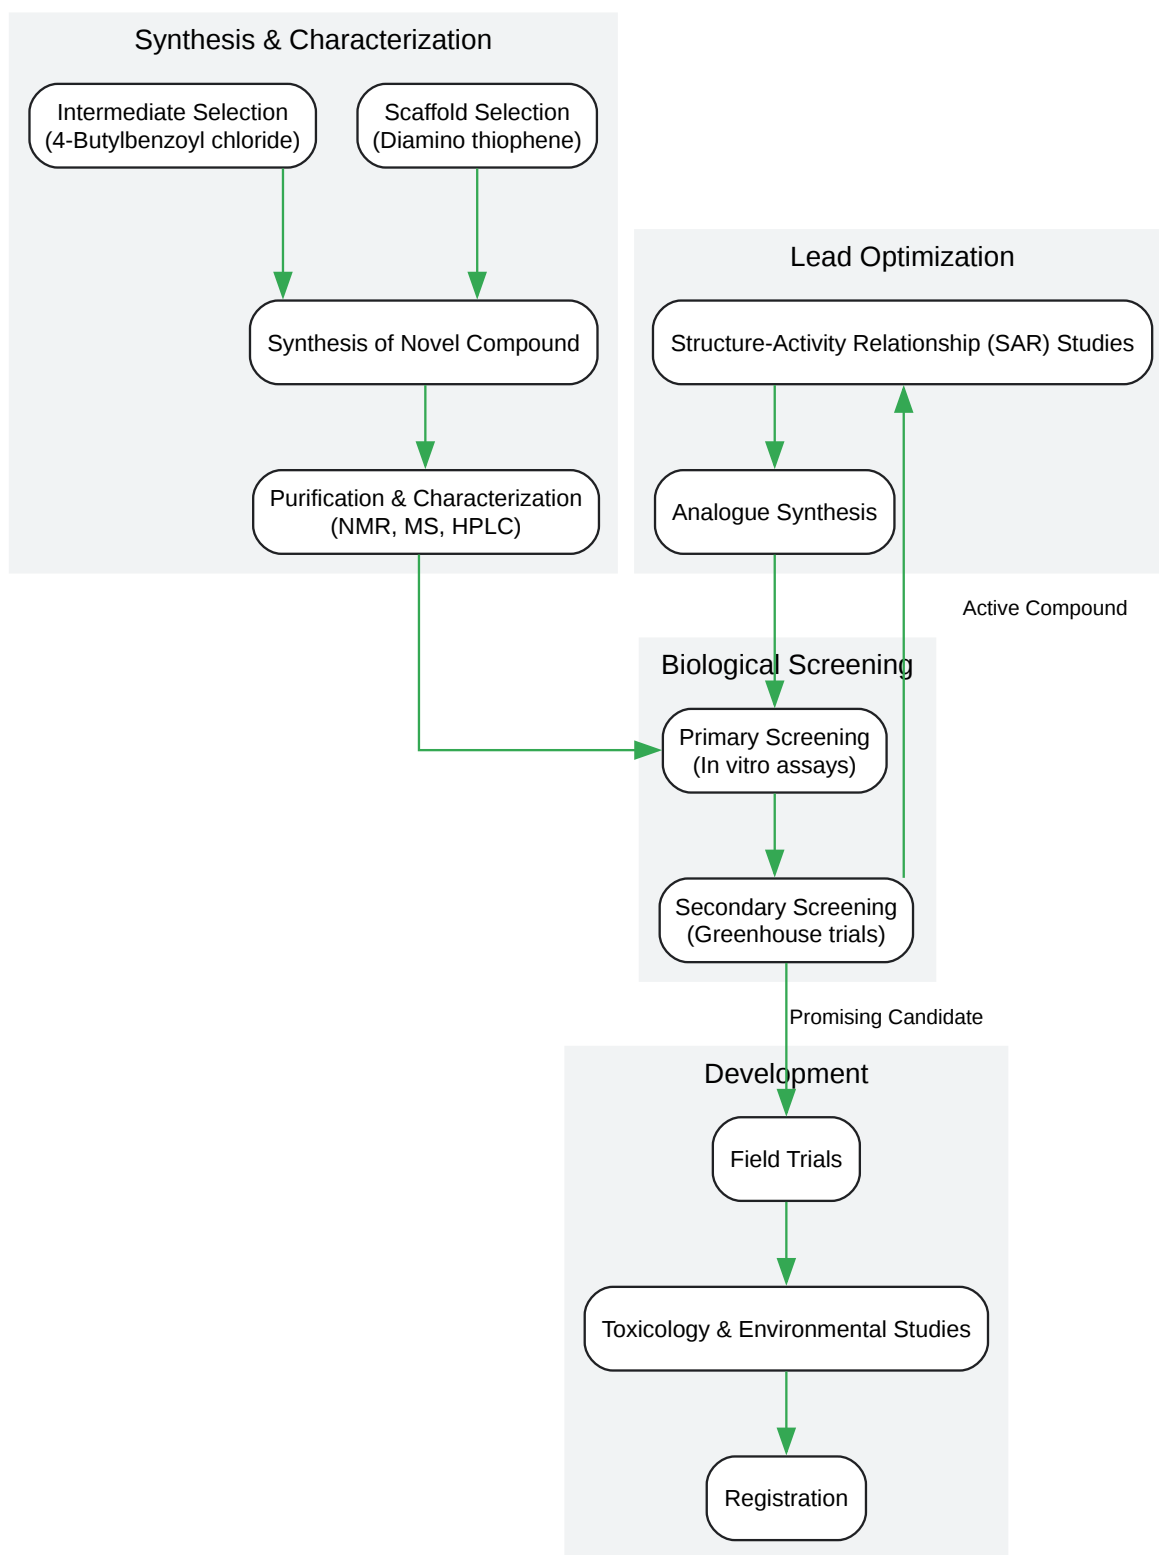 Synthesis & Characterization
Intermediate Selection
(4-Butylbenzoyl chloride)
Scaffold Selection
(Diamino thiophene)
Synthesis of Novel Compound
Purification & Characterization
(NMR, MS, HPLC)
Lead Optimization
Structure-Activity Relationship (SAR) Studies
Analogue Synthesis
Active Compound
Biological Screening
Primary Screening
(In vitro assays)
Secondary Screening
(Greenhouse trials)
Promising Candidate
Development
Field Trials
Toxicology & Environmental Studies
Registration